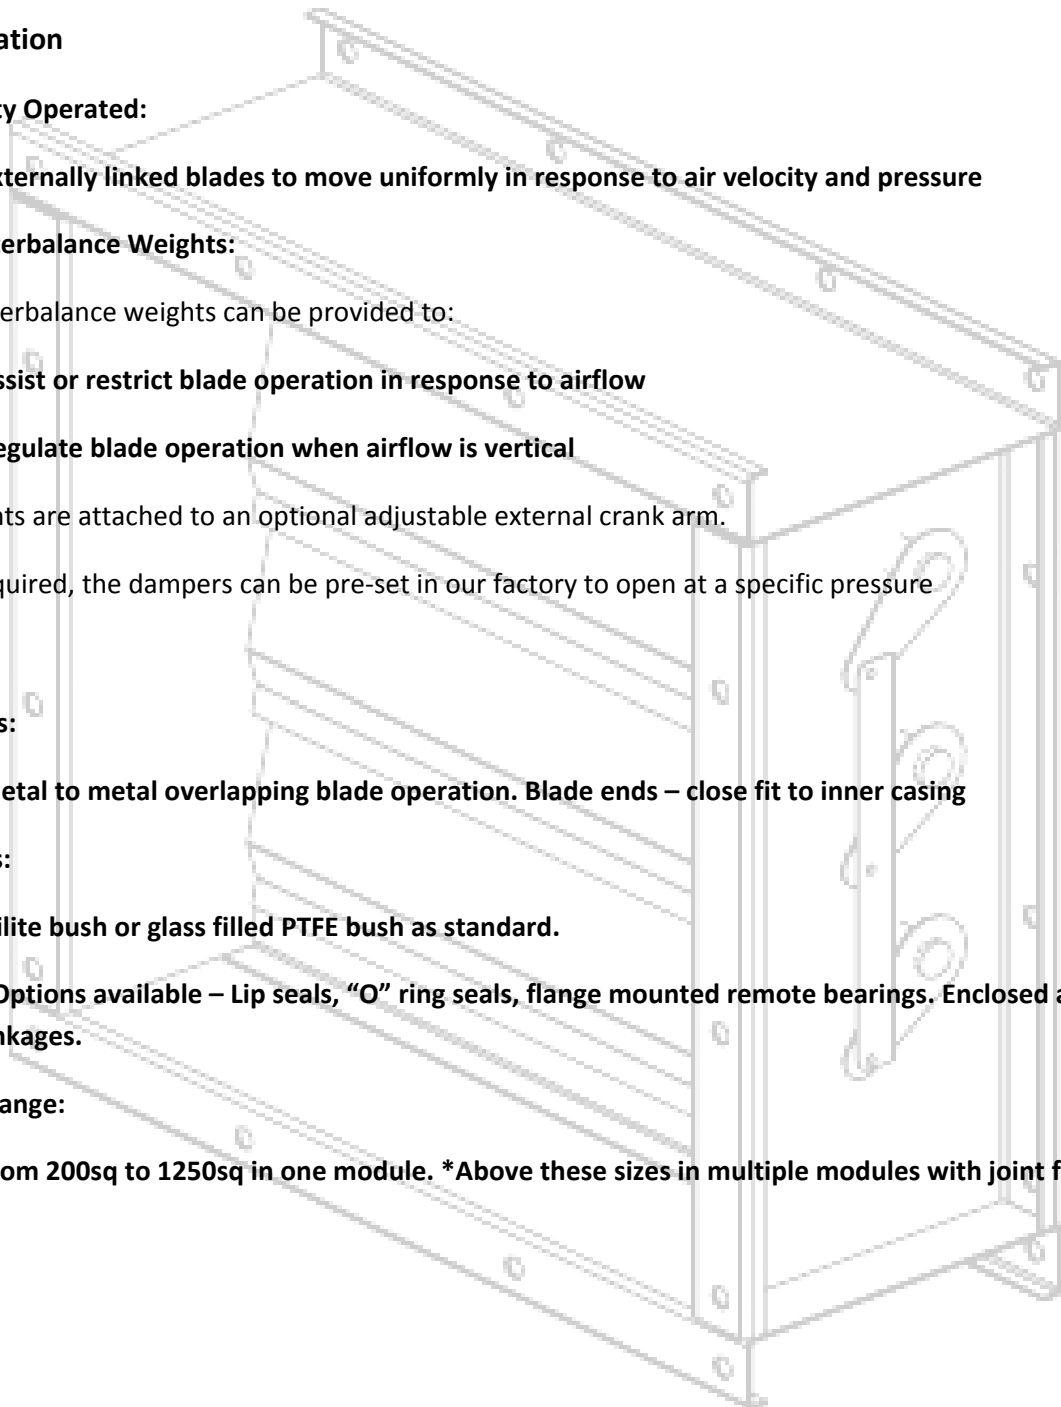 ation
ty Operated:
xternally linked blades to move uniformly in response to air velocity and pressure
terbalance Weights:
erbalance weights can be provided to:
ssist or restrict blade operation in response to airflow
egulate blade operation when airflow is vertical
hts are attached to an optional adjustable external crank arm.
quired, the dampers can be pre-set in our factory to open at a specific pressure
s:
etal to metal overlapping blade operation. Blade ends – close fit to inner casing
s:
ilite bush or glass filled PTFE bush as standard.
Options available – Lip seals, “O” ring seals, flange mounted remote bearings. Enclosed a
nkages.
ange:
om 200sq to 1250sq in one module. *Above these sizes in multiple modules with joint f